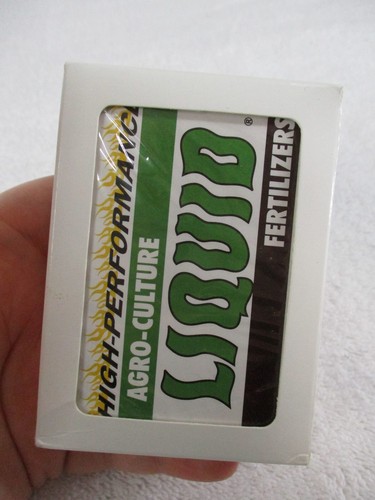 HIGH-PERFORMANCE
AGRO-CULTURE
LIQUID®
FERTILIZERS